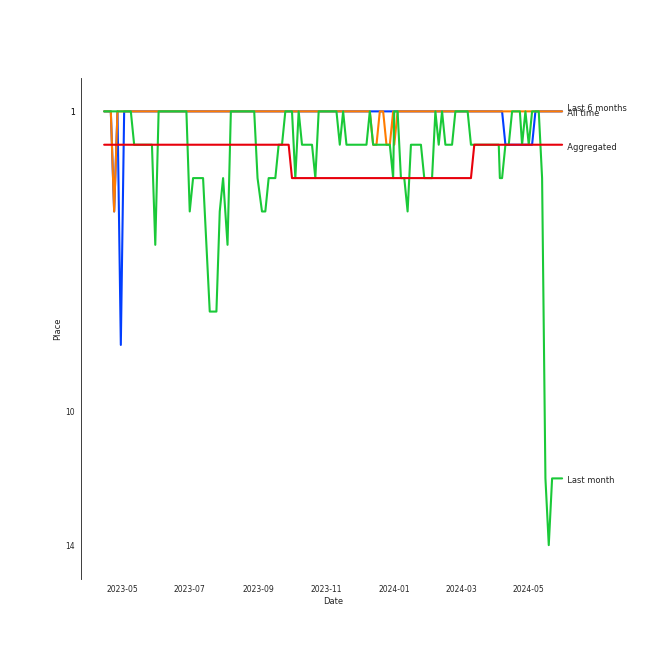 1
Last 6 months
All time
Aggregated
Place
10
Last month
14
2023-05 2023-07 2023-09 2023-11 2024-01 2024-03 2024-05
Date